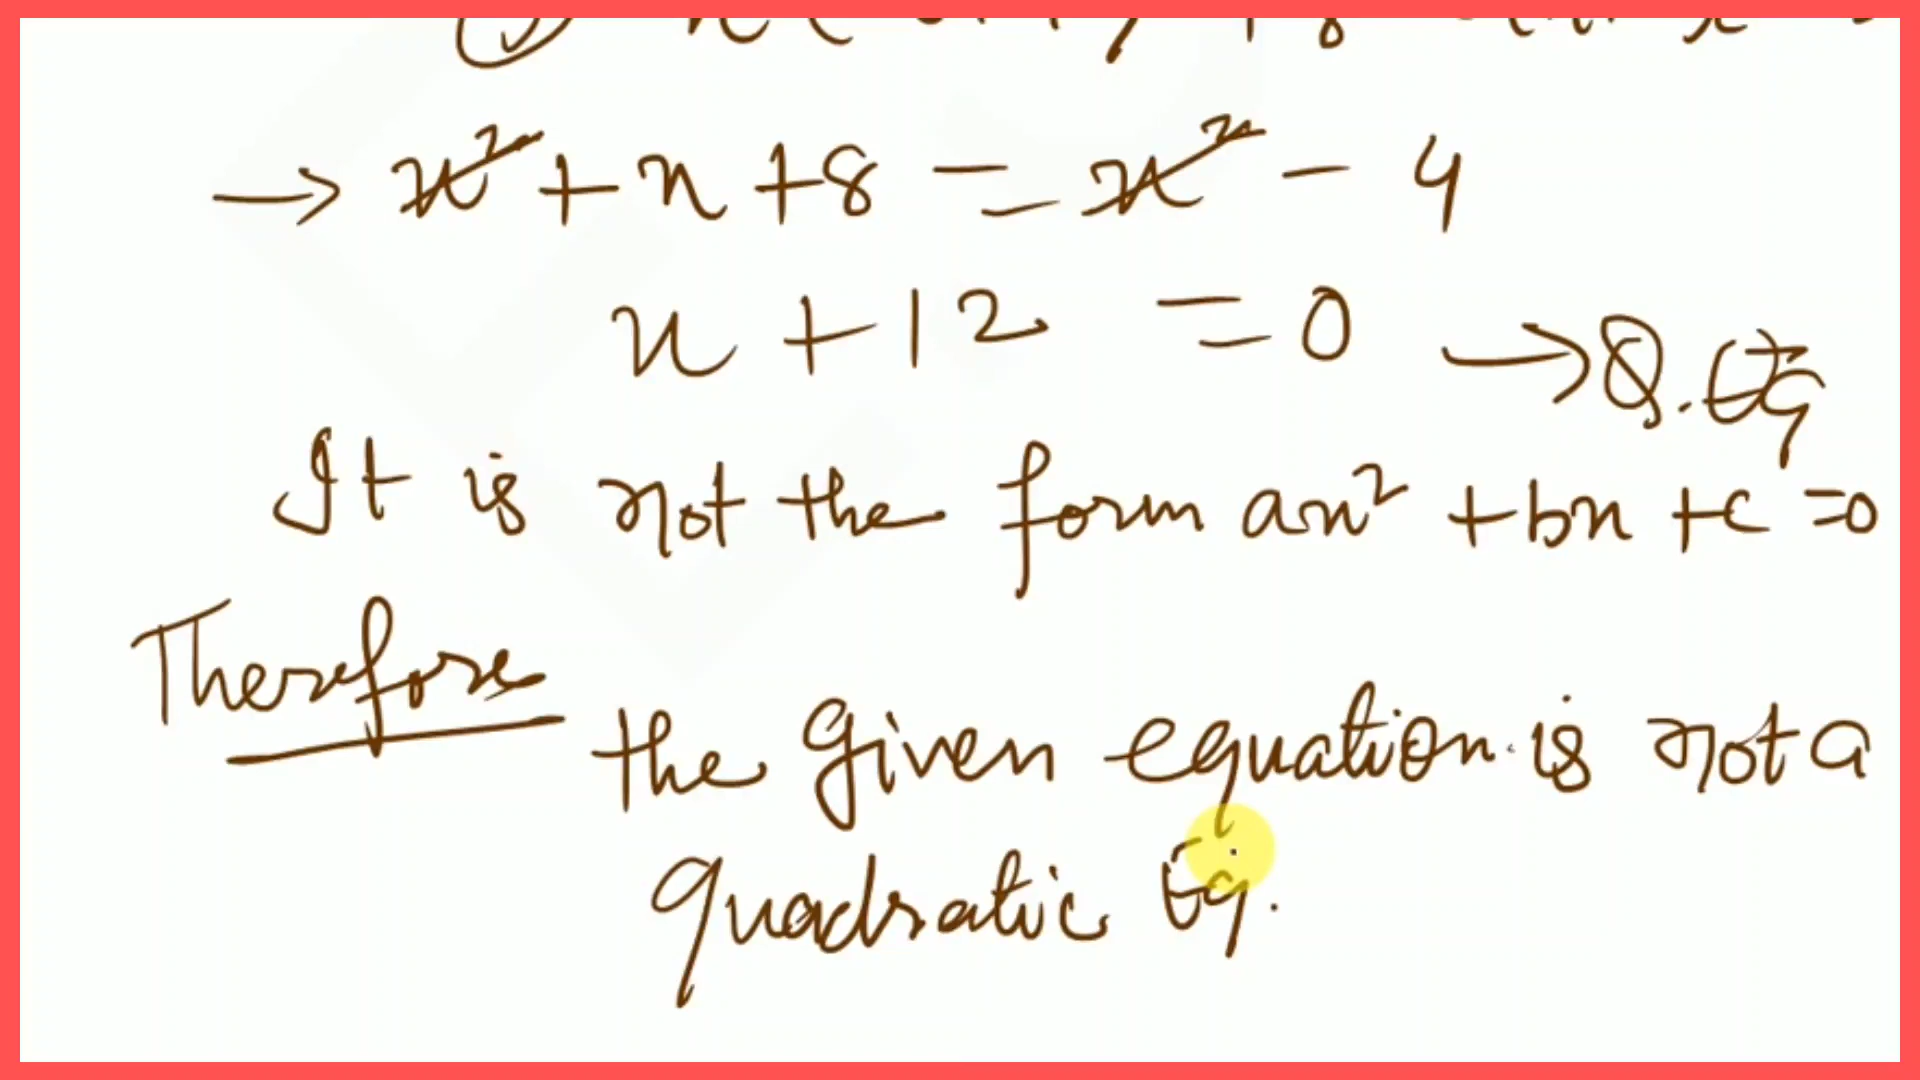 → x² + x + 8 = x² - 4
x + 12 = 0 → Q. Eq
It is not the form ax² + bx + c = 0
Therefore
the given equation is not a
quadratic Eq.